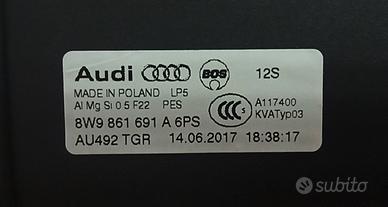 Audi BOS 12S
MADE IN POLAND LP5
Al Mg Si 0 5 F22 PES
CCC A117400
KVATyp03
8W9 861 691 A 6PS
AU492 TGR 14.06.2017 18:38:17
subito